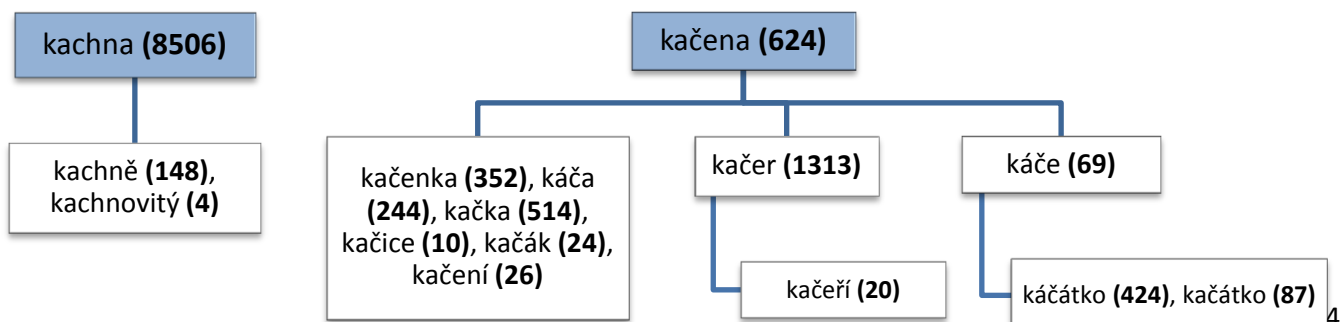 kachna (8506)
kačena (624)
kachně (148),
kachnovitý (4)
kačenka (352), káča
(244), kačka (514),
kačice (10), kačák (24),
kačení (26)
kačer (1313)
káče (69)
kačeří (20)
káčátko (424), kačátko (87)
4